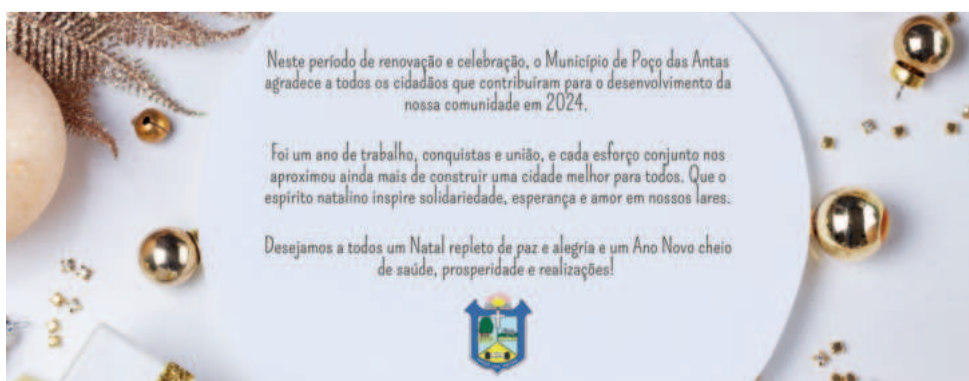 Neste período de renovação e celebração, o Município de Poço das Antas
agradece a todos os cidadãos que contribuíram para o desenvolvimento da
nossa comunidade em 2024.
Foi um ano de trabalho, conquistas e união, e cada esforço conjunto nos
aproximou ainda mais de construir uma cidade melhor para todos. Que o
espírito natalino inspire solidariedade, esperança e amor em nossos lares.
Desejamos a todos um Natal repleto de paz e alegria e um Ano Novo cheio
de saúde, prosperidade e realizações!